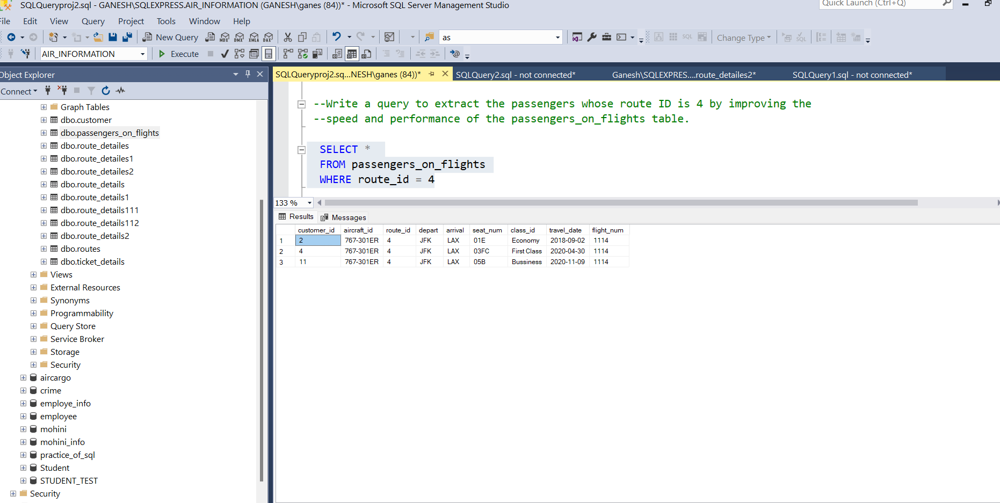 SQLQueryproj2.sql - GANESH\SQLEXPRESS.AIR_INFORMATION (GANESH\ganes (84))* - Microsoft SQL Server Management Studio
Quick Launch (Ctrl+Q)
File Edit View Query Project Tools Window Help
New Query MDX DMX XMLA DAX as SQL Change Type SQL
AIR_INFORMATION Execute
Object Explorer
SQLQueryproj2.sq...NESH\ganes (84))* SQLQuery2.sql - not connected* Ganesh\SQLEXPRES....route_detailes2* SQLQuery1.sql - not connected*
Connect
Graph Tables
dbo.customer
dbo.passengers_on_flights
dbo.route_detailes
dbo.route_detailes1
dbo.route_detailes2
dbo.route_details
dbo.route_details1
dbo.route_details111
dbo.route_details112
dbo.route_details2
dbo.routes
dbo.ticket_details
Views
External Resources
Synonyms
Programmability
Query Store
Service Broker
Storage
Security
aircargo
crime
employe_info
employee
mohini
mohini_info
practice_of_sql
Student
STUDENT_TEST
Security
--Write a query to extract the passengers whose route ID is 4 by improving the
--speed and performance of the passengers_on_flights table.
SELECT *
FROM passengers_on_flights
WHERE route_id = 4
133 %
Results Messages
customer_id aircraft_id route_id depart arrival seat_num class_id travel_date flight_num
1 2 767-301ER 4 JFK LAX 01E Economy 2018-09-02 1114
2 4 767-301ER 4 JFK LAX 03FC First Class 2020-04-30 1114
3 11 767-301ER 4 JFK LAX 05B Bussiness 2020-11-09 1114